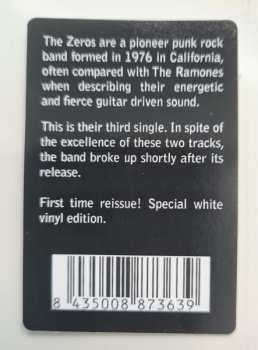 The Zeros are a pioneer punk rock
band formed in 1976 in California,
often compared with The Ramones
when describing their energetic
and fierce guitar driven sound.
This is their third single. In spite of
the excellence of these two tracks,
the band broke up shortly after its
release.
First time reissue! Special white
vinyl edition.
8 435008 873639